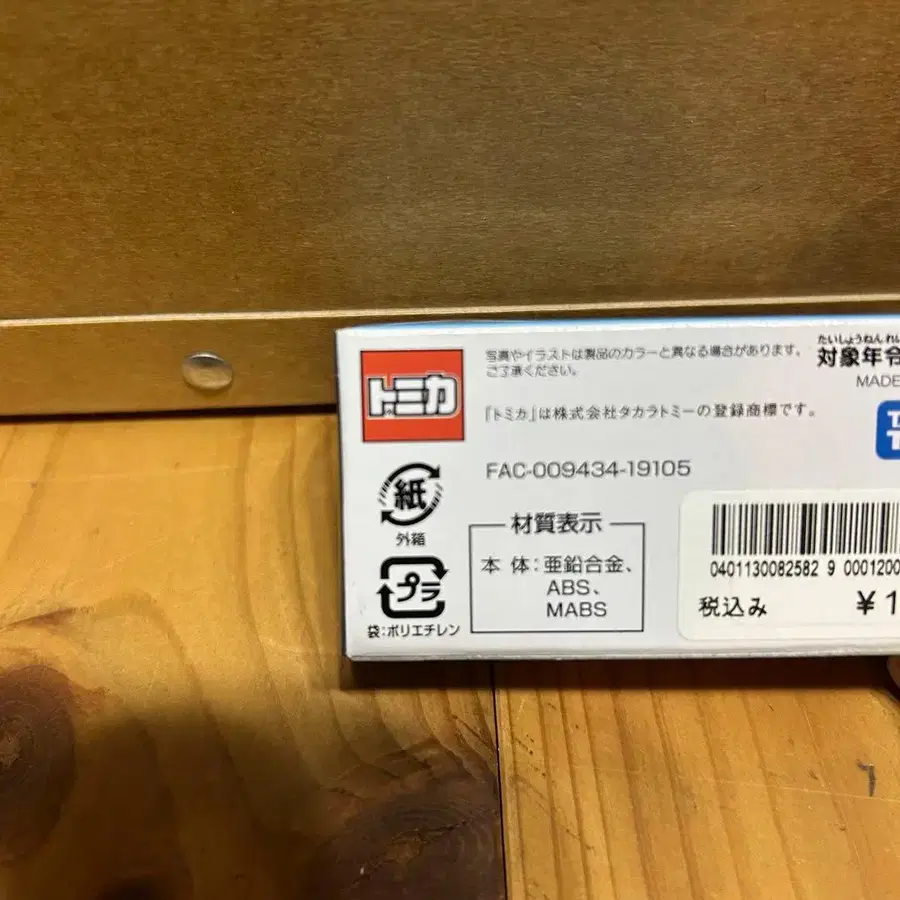 トミカ
写真やイラストは製品のカラーと異なる場合があります。
ご了承ください。
『トミカ』は株式会社タカラトミーの登録商標です。
FAC-009434-19105
たいしょうねんれい
対象年令
MADE
紙
外箱
プラ
袋:ポリエチレン
材質表示
本 体:亜鉛合金、
ABS、
MABS
0401130082582 9 0001200
税込み ¥1